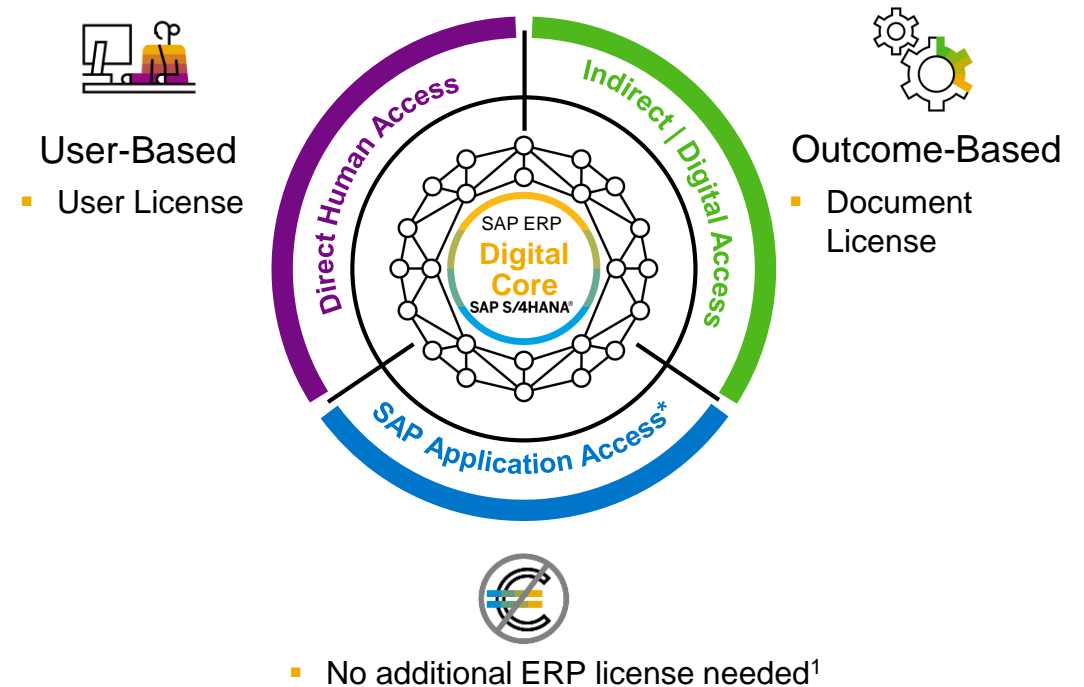 Direct Human Access
Indirect | Digital Access
User-Based
▪ User License
Outcome-Based
▪ Document
License
SAP ERP
Digital
Core
SAP S/4HANA®
SAP Application Access*
▪ No additional ERP license needed¹